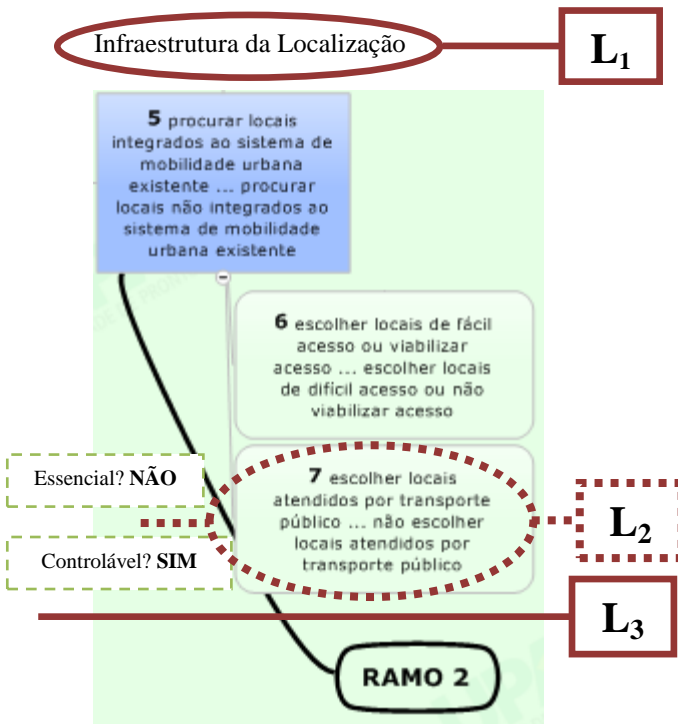 Infraestrutura da Localização
L₁
5 procurar locais
integrados ao sistema de
mobilidade urbana
existente ... procurar
locais não integrados ao
sistema de mobilidade
urbana existente
6 escolher locais de fácil
acesso ou viabilizar
acesso ... escolher locais
de difícil acesso ou não
viabilizar acesso
Essencial? NÃO
Controlável? SIM
7 escolher locais
atendidos por transporte
público ... não escolher
locais atendidos por
transporte público
L₂
L₃
RAMO 2